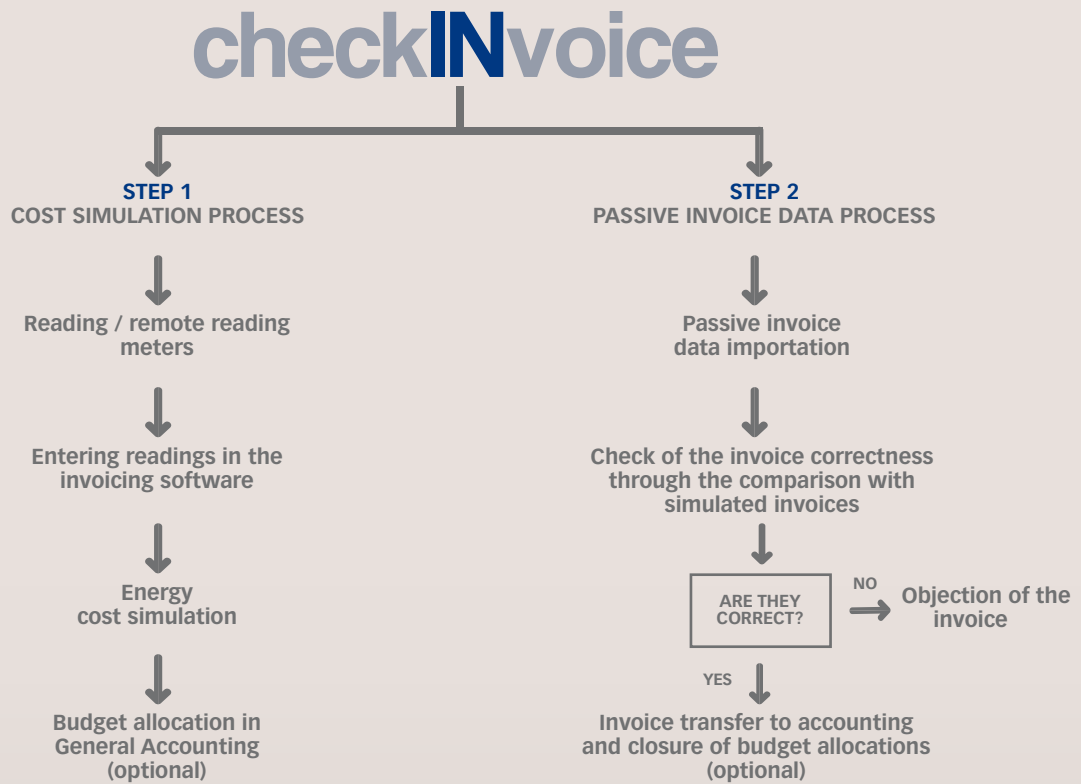 checkINvoice
STEP 1
COST SIMULATION PROCESS
Reading / remote reading
meters
Entering readings in the
invoicing software
Energy
cost simulation
Budget allocation in
General Accounting
(optional)
STEP 2
PASSIVE INVOICE DATA PROCESS
Passive invoice
data importation
Check of the invoice correctness
through the comparison with
simulated invoices
ARE THEY
CORRECT?
NO
Objection of the
invoice
YES
Invoice transfer to accounting
and closure of budget allocations
(optional)